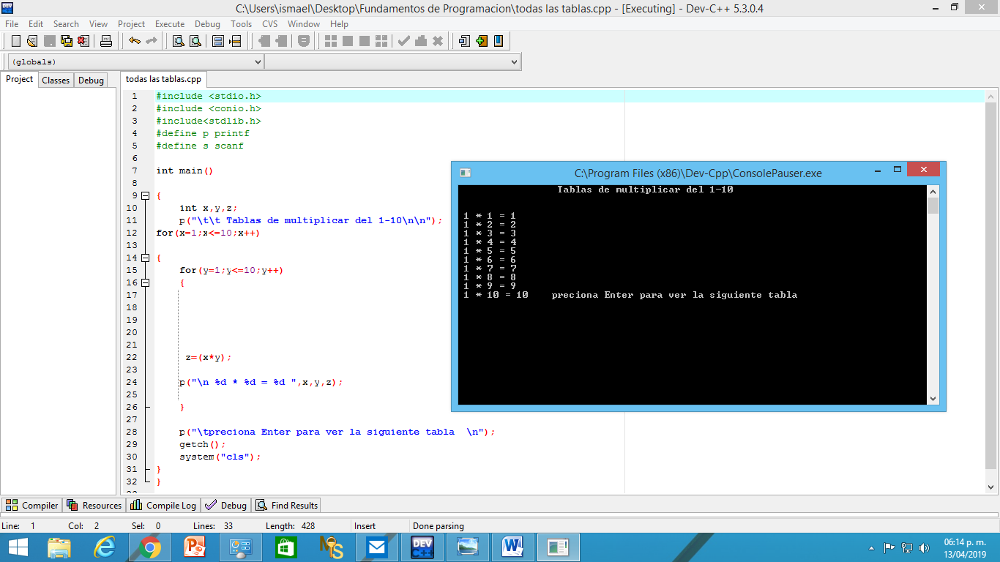 C:\Users\ismael\Desktop\Fundamentos de Programacion\todas las tablas.cpp - [Executing] - Dev-C++ 5.3.0.4
File Edit Search View Project Execute Debug Tools CVS Window Help
(globals)
Project Classes Debug
todas las tablas.cpp
1 #include <stdio.h>
2 #include <conio.h>
3 #include<stdlib.h>
4 #define p printf
5 #define s scanf
6
7 int main()
8
9 {
10 int x,y,z;
11 p("\t\t Tablas de multiplicar del 1-10\n\n");
12 for(x=1;x<=10;x++)
13
14 {
15 for(y=1;y<=10;y++)
16 {
17
18
19
20
21
22 z=(x*y);
23
24 p("\n %d * %d = %d ",x,y,z);
25
26 }
27
28 p("\tpreciona Enter para ver la siguiente tabla  \n");
29 getch();
30 system("cls");
31 }
32 }
C:\Program Files (x86)\Dev-Cpp\ConsolePauser.exe
Tablas de multiplicar del 1-10
1 * 1 = 1
1 * 2 = 2
1 * 3 = 3
1 * 4 = 4
1 * 5 = 5
1 * 6 = 6
1 * 7 = 7
1 * 8 = 8
1 * 9 = 9
1 * 10 = 10 preciona Enter para ver la siguiente tabla
Compiler Resources Compile Log Debug Find Results
Line: 1 Col: 2 Sel: 0 Lines: 33 Length: 428 Insert Done parsing
DEV C++
06:14 p. m.
13/04/2019